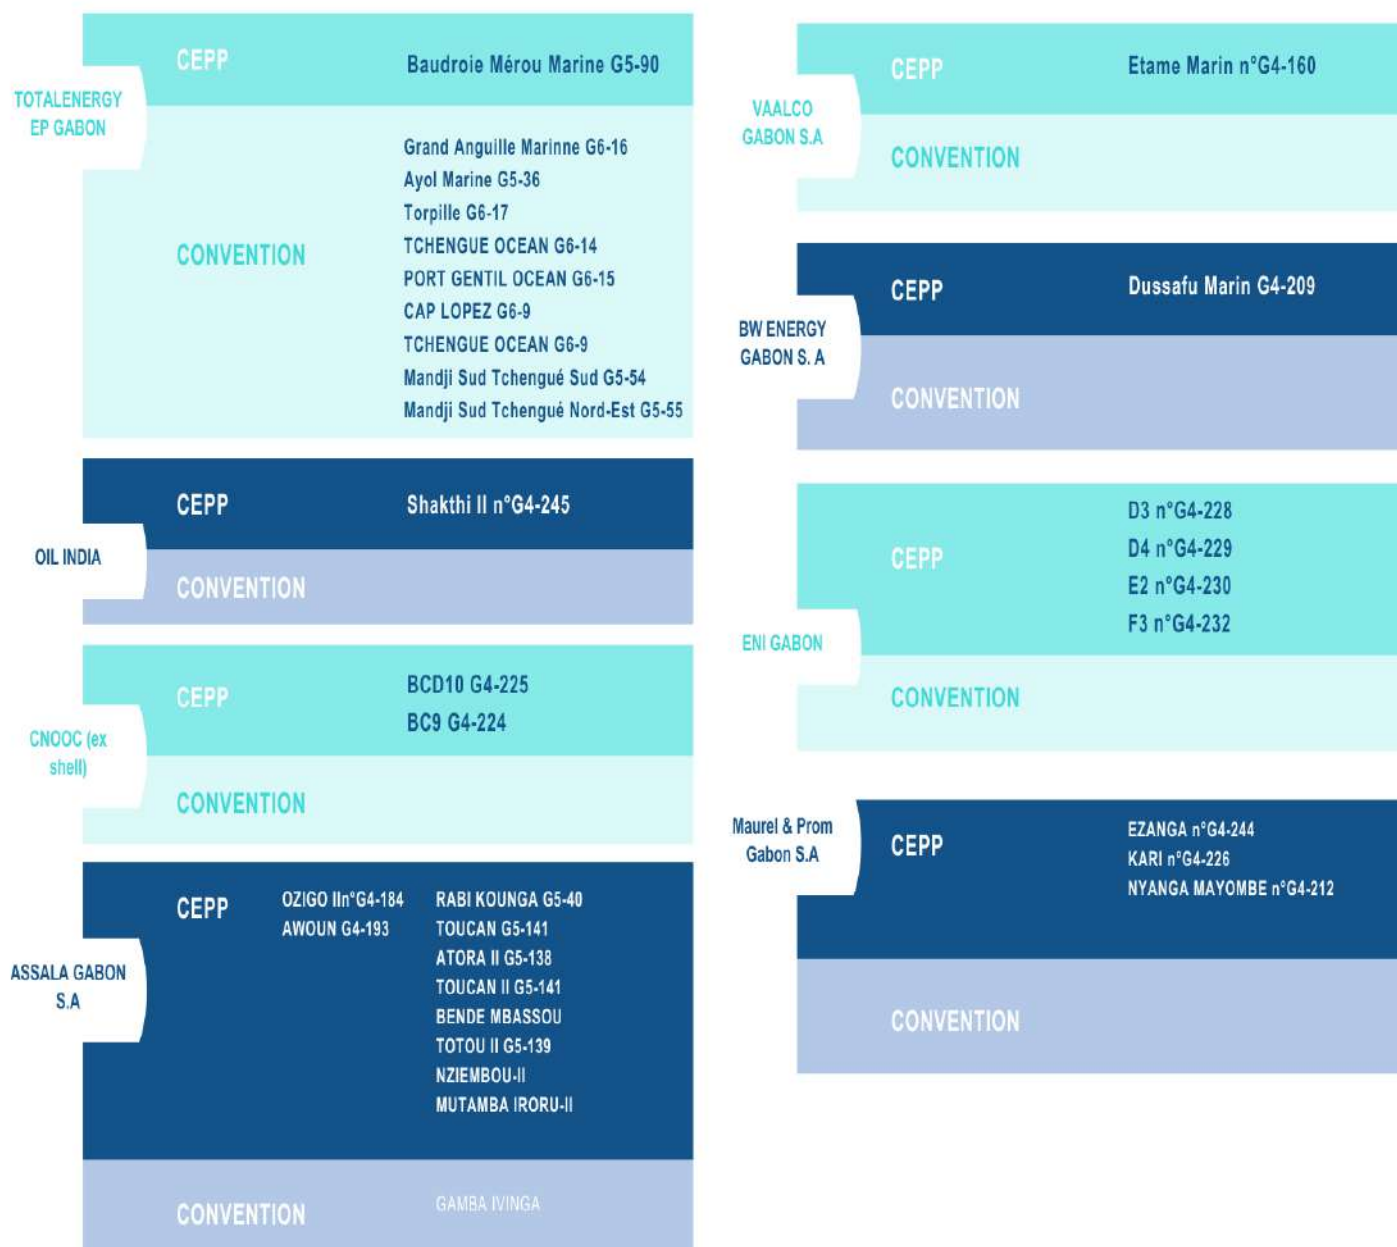 TOTALENERGY
EP GABON
CEPP
Baudroie Mérou Marine G5-90
CONVENTION
Grand Anguille Marinne G6-16
Ayol Marine G5-36
Torpille G6-17
TCHENGUE OCEAN G6-14
PORT GENTIL OCEAN G6-15
CAP LOPEZ G6-9
TCHENGUE OCEAN G6-9
Mandji Sud Tchengué Sud G5-54
Mandji Sud Tchengué Nord-Est G5-55
OIL INDIA
CEPP
Shakthi II n°G4-245
CONVENTION
CNOOC (ex
shell)
CEPP
BCD10 G4-225
BC9 G4-224
CONVENTION
ASSALA GABON
S.A
CEPP
OZIGO IIn°G4-184
AWOUN G4-193
RABI KOUNGA G5-40
TOUCAN G5-141
ATORA II G5-138
TOUCAN II G5-141
BENDE MBASSOU
TOTOU II G5-139
NZIEMBOU-II
MUTAMBA IRORU-II
CONVENTION
GAMBA IVINGA
VAALCO
GABON S.A
CEPP
Etame Marin n°G4-160
CONVENTION
BW ENERGY
GABON S. A
CEPP
Dussafu Marin G4-209
CONVENTION
ENI GABON
CEPP
D3 n°G4-228
D4 n°G4-229
E2 n°G4-230
F3 n°G4-232
CONVENTION
Maurel & Prom
Gabon S.A
CEPP
EZANGA n°G4-244
KARI n°G4-226
NYANGA MAYOMBE n°G4-212
CONVENTION